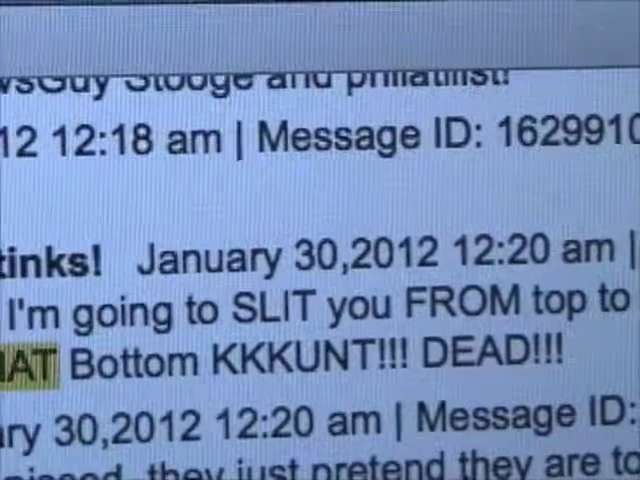 Stooge and philatilist!
12 12:18 am | Message ID: 1629910
tinks! January 30,2012 12:20 am |
I'm going to SLIT you FROM top to
HAT Bottom KKKUNT!!! DEAD!!!
ry 30,2012 12:20 am | Message ID:
they just pretend they are to